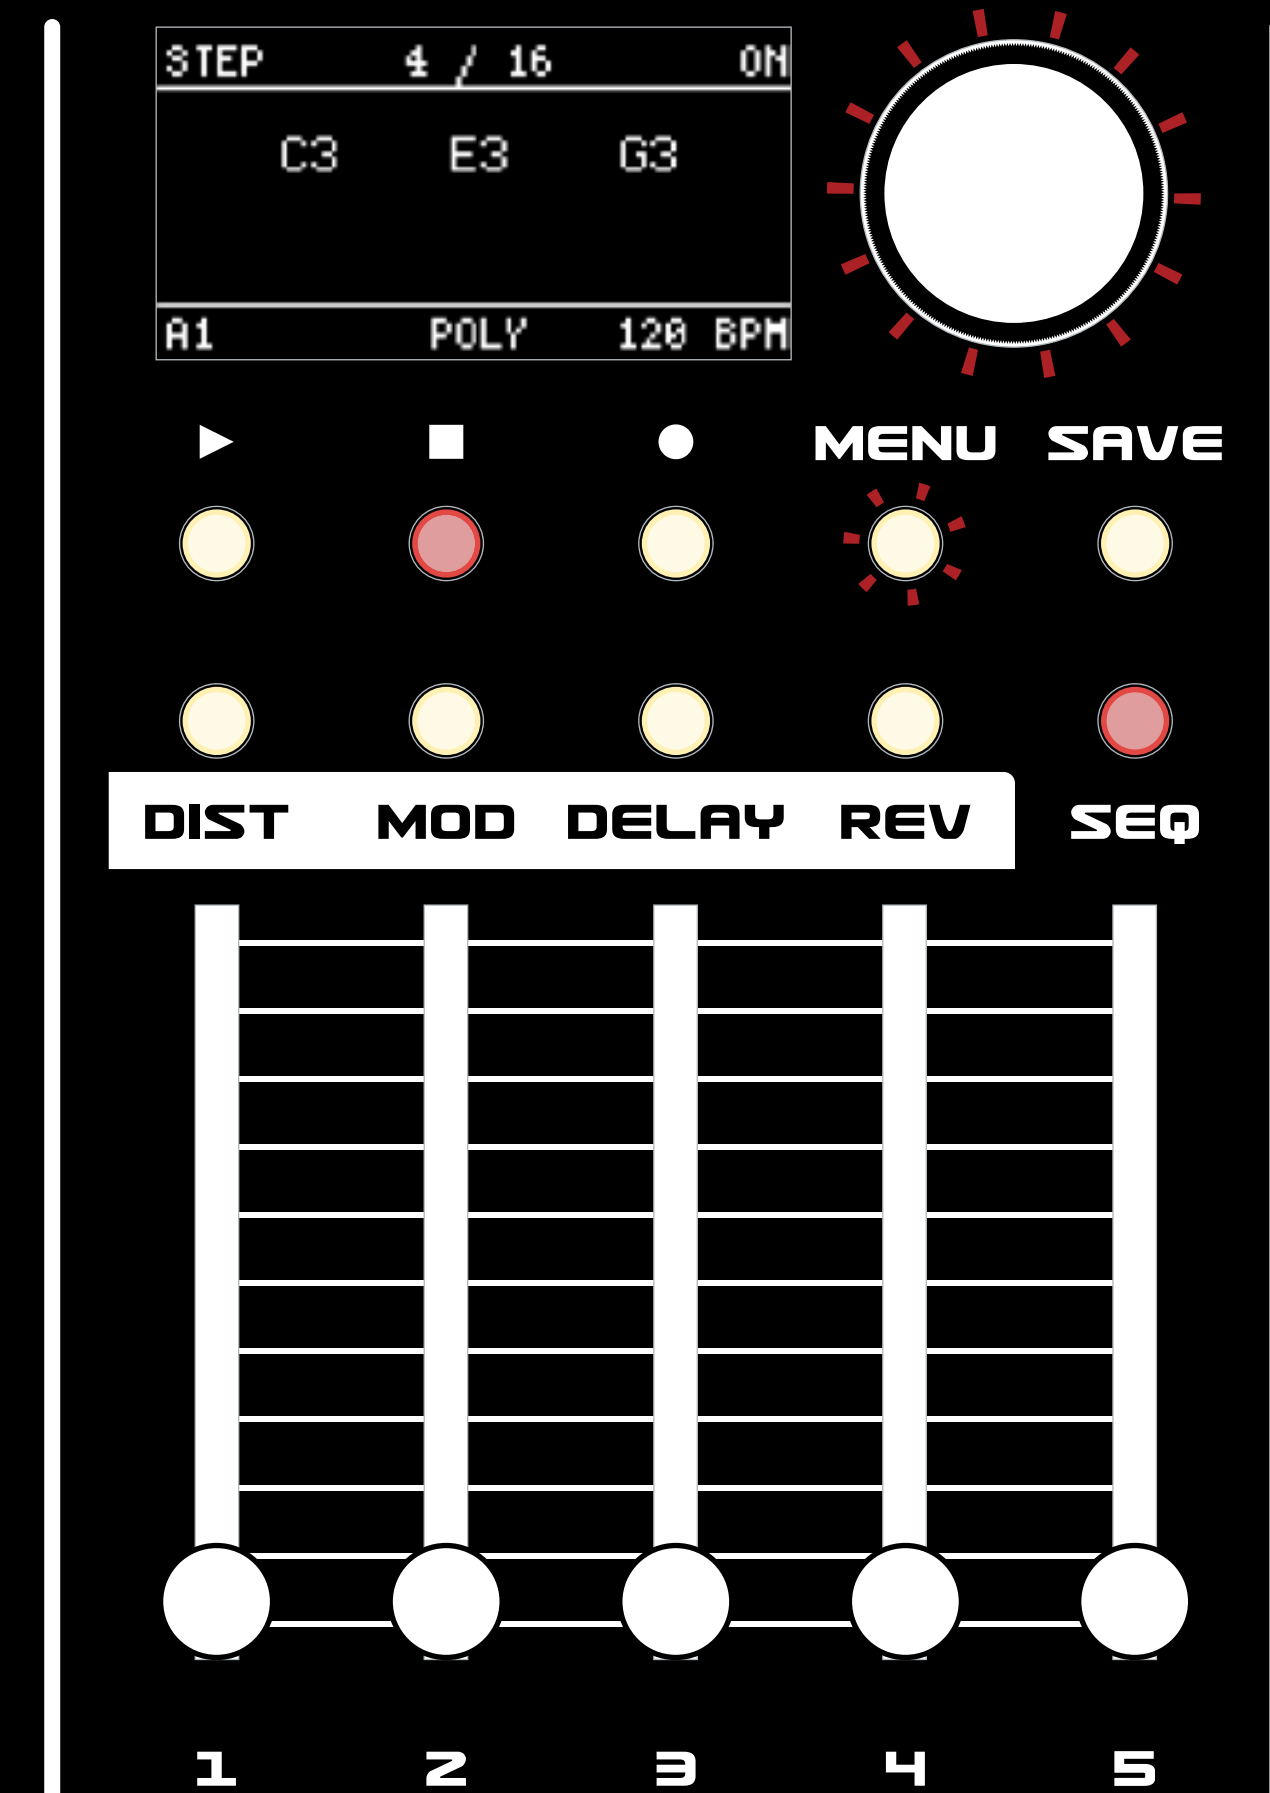 STEP 4 / 16 ON
C3 E3 G3
A1 POLY 120 BPM
MENU SAVE
DIST MOD DELAY REV SEQ
1 2 3 4 5